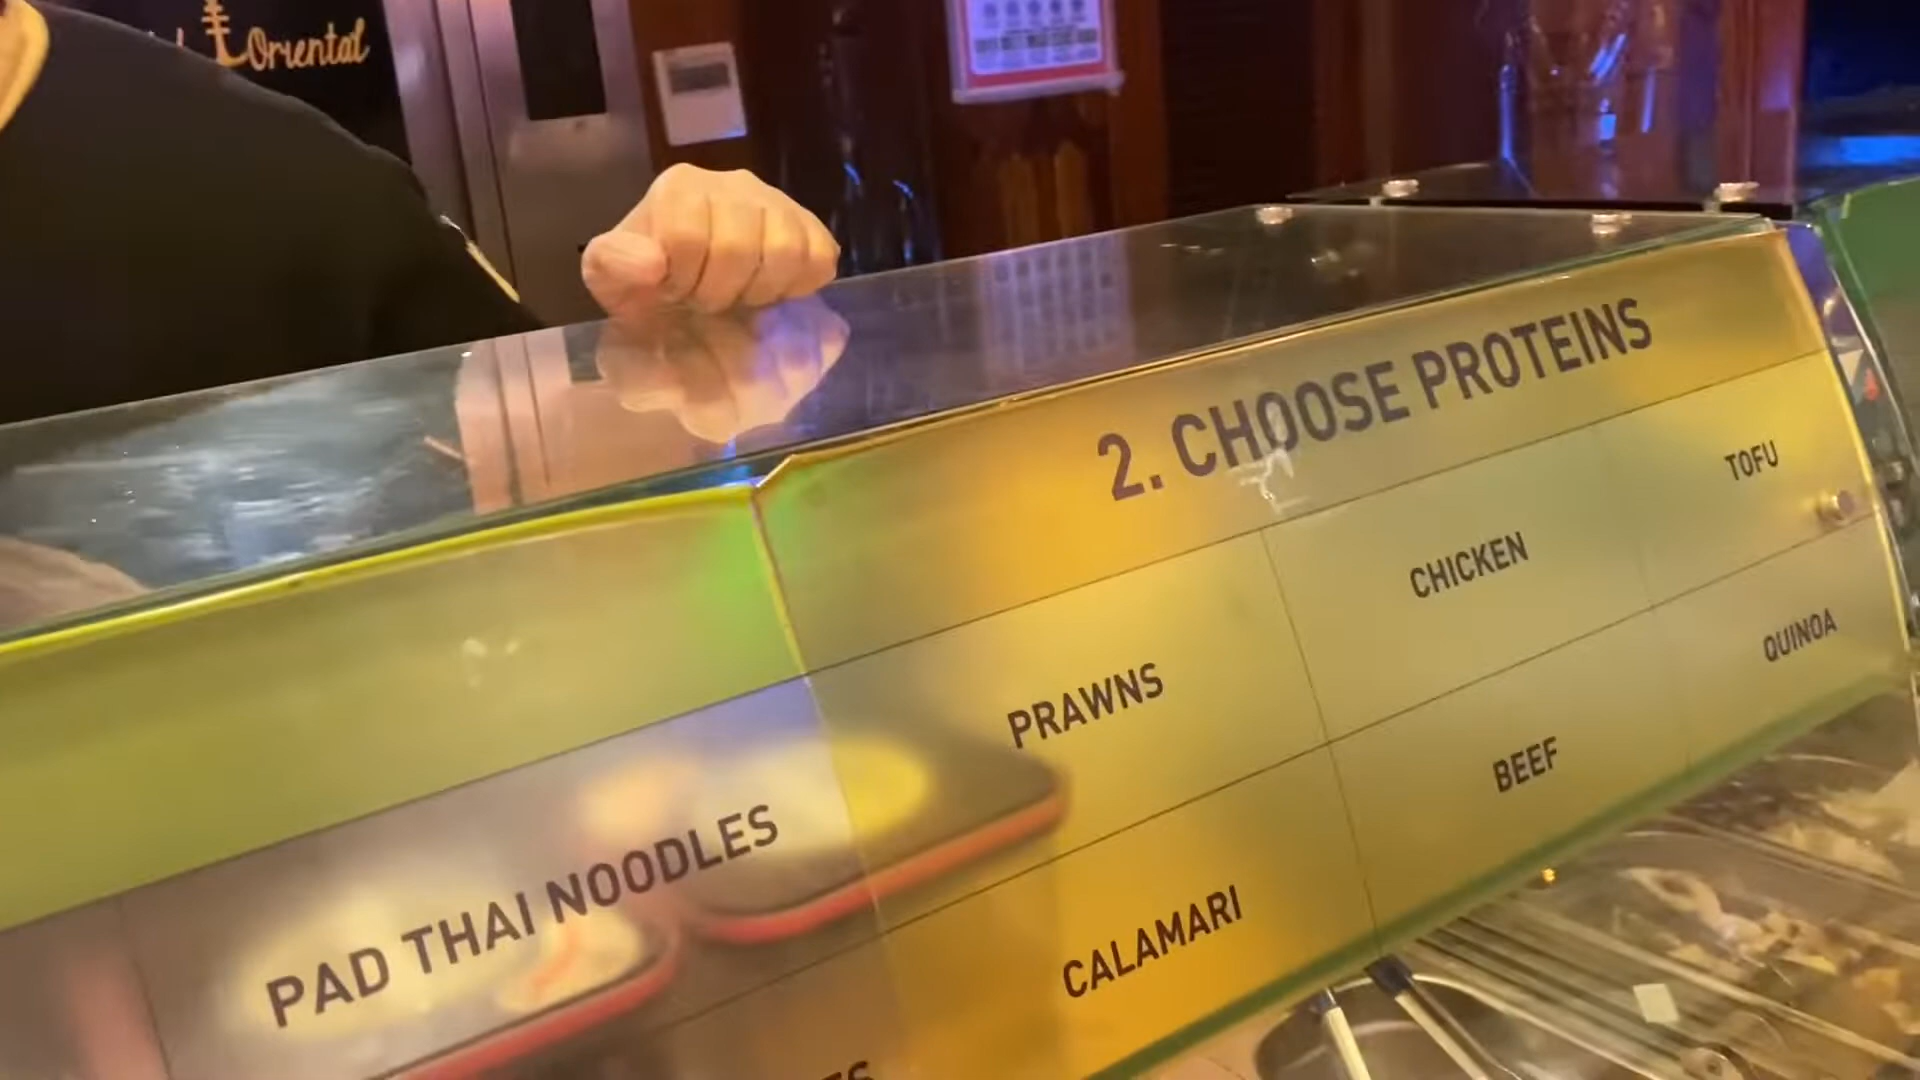 Oriental
2. CHOOSE PROTEINS
PRAWNS
CHICKEN
TOFU
CALAMARI
BEEF
QUINOA
PAD THAI NOODLES